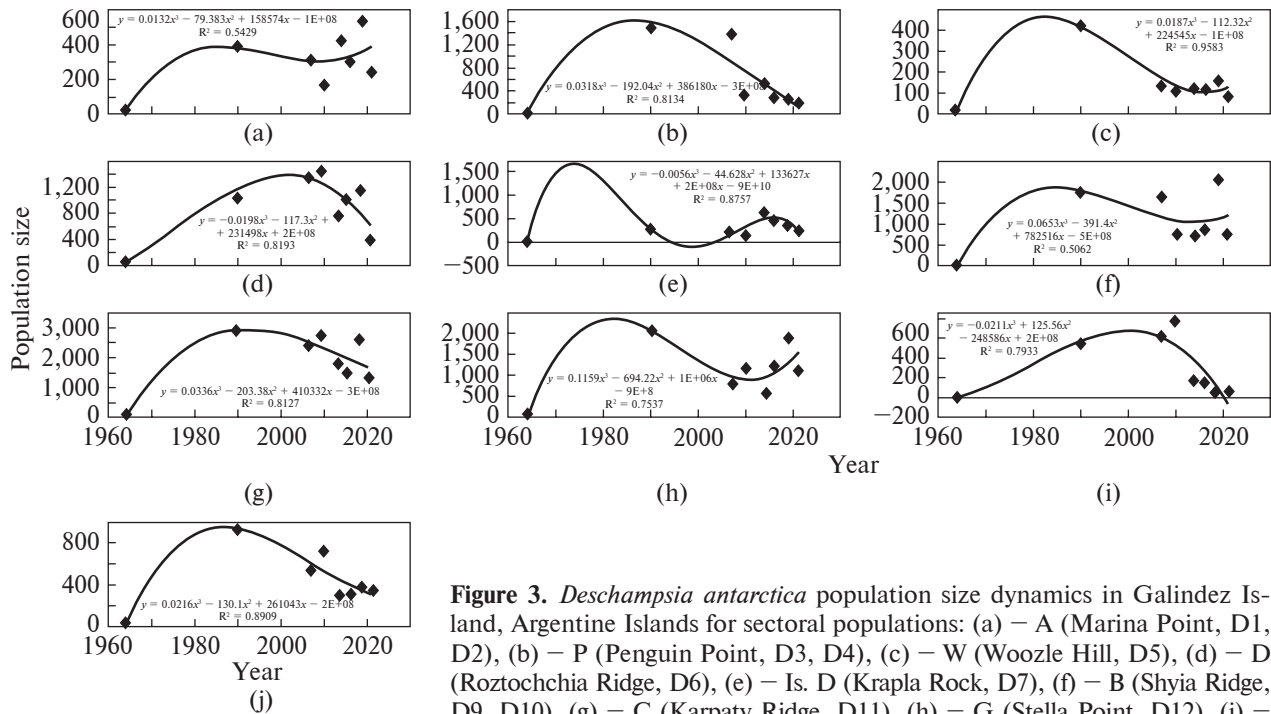 600
400
200
0
y = 0.0132x³ − 79.383x² + 158574x − 1E+08
R² = 0.5429
(a)
1,600
1,200
800
400
0
y = 0.0318x³ − 192.04x² + 386180x − 3E+08
R² = 0.8134
(b)
400
300
200
100
0
y = 0.0187x³ − 112.32x²
+ 224545x − 1E+08
R² = 0.9583
(c)
Population size
1,200
800
400
0
y = −0.0198x³ − 117.3x² +
+ 231498x + 2E+08
R² = 0.8193
(d)
1,500
1,000
500
0
−500
y = −0.0056x³ − 44.628x² + 133627x
+ 2E+08x − 9E+10
R² = 0.8757
(e)
2,000
1,500
1,000
500
0
y = 0.0653x³ − 391.4x²
+ 782516x − 5E+08
R² = 0.5062
(f)
3,000
2,000
1,000
0
y = 0.0336x³ − 203.38x² + 410332x − 3E+08
R² = 0.8127
1960 1980 2000 2020
(g)
2,000
1,500
1,000
500
0
y = 0.1159x³ − 694.22x² + 1E+06x
− 9E+8
R² = 0.7537
1960 1980 2000 2020
(h)
600
400
200
0
−200
y = −0.0211x³ + 125.56x²
− 248586x + 2E+08
R² = 0.7933
1960 1980 2000 2020
Year
(i)
800
400
0
y = 0.0216x³ − 130.1x² + 261043x − 2E+08
R² = 0.8909
1960 1980 2000 2020
Year
(j)
Figure 3. Deschampsia antarctica population size dynamics in Galindez Is-
land, Argentine Islands for sectoral populations: (a) − A (Marina Point, D1,
D2), (b) − P (Penguin Point, D3, D4), (c) − W (Woozle Hill, D5), (d) − D
(Roztochchia Ridge, D6), (e) − Is. D (Krapla Rock, D7), (f) − B (Shyia Ridge,
D9, D10), (g) − C (Karpaty Ridge, D11), (h) − G (Stella Point, D12), (i) −